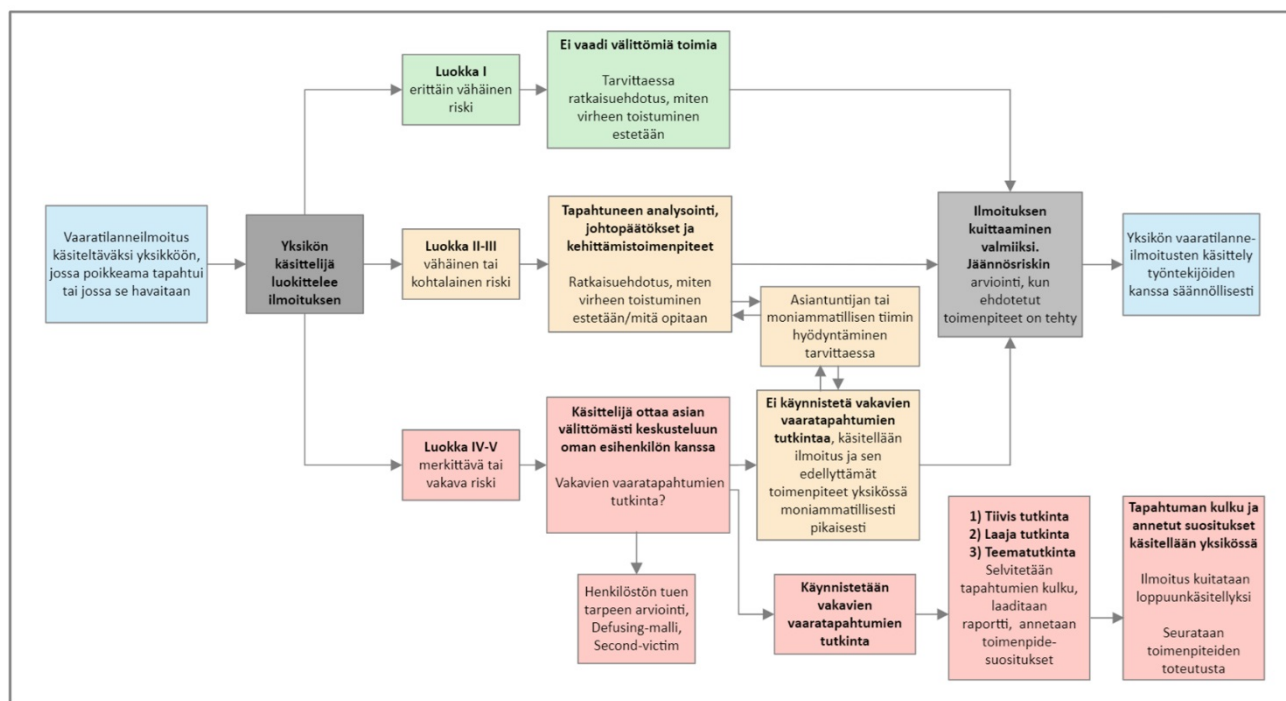 Ei vaadi välittömiä toimia
Tarvittaessa
ratkaisuehdotus, miten
virheen toistuminen
estetään
Luokka I
erittäin vähäinen
riski
Vaaratilanneilmoitus
käsiteltäväksi yksikköön,
jossa poikkeama tapahtui
tai jossa se havaitaan
Yksikön
käsittelijä
luokittelee
ilmoituksen
Luokka II-III
vähäinen tai
kohtalainen riski
Tapahtuneen analysointi,
johtopäätökset ja
kehittämistoimenpiteet
Ratkaisuehdotus, miten
virheen toistuminen
estetään/mitä opitaan
Asiantuntijan tai
moniammatillisen tiimin
hyödyntäminen
tarvittaessa
Ilmoituksen
kuittaaminen
valmiiksi.
Jäännösriskin
arviointi, kun
ehdotetut
toimenpiteet on tehty
Yksikön vaaratilanne-
ilmoitusten käsittely
työntekijöiden
kanssa säännöllisesti
Luokka IV-V
merkittävä tai
vakava riski
Käsittelijä ottaa asian
välittömästi keskusteluun
oman esihenkilön kanssa
Vakavien vaaratapahtumien
tutkinta?
Ei käynnistetä vakavien
vaaratapahtumien
tutkintaa, käsitellään
ilmoitus ja sen
edellyttämät
toimenpiteet yksikössä
moniammatillisesti
pikaisesti
Henkilöstön tuen
tarpeen arviointi,
Defusing-malli,
Second-victim
Käynnistetään
vakavien
vaaratapahtumien
tutkinta
1) Tiivis tutkinta
2) Laaja tutkinta
3) Teematutkinta
Selvitetään
tapahtumien kulku,
laaditaan
raportti, annetaan
toimenpide-
suositukset
Tapahtuman kulku ja
annetut suositukset
käsitellään yksikössä
Ilmoitus kuitataan
loppuunkäsitellyksi
Seurataan
toimenpiteiden
toteutusta